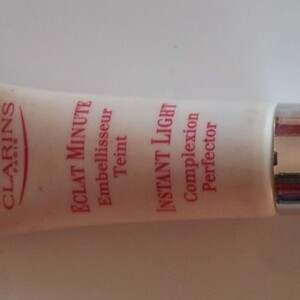 CLARINS
PARIS
ECLAT MINUTE
Embellisseur
Teint
INSTANT LIGHT
Complexion
Perfector